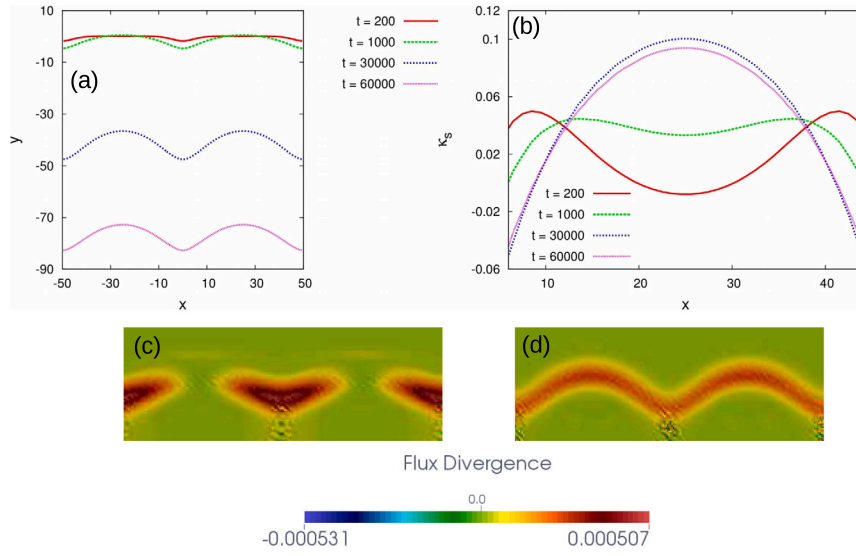 (a)
y
10
-10
-30
-50
-70
-90
-50 -30 -10 10 30 50
x
t = 200
t = 1000
t = 30000
t = 60000
(b)
κs
0.1
0.06
0.02
-0.02
-0.06
10 20 30 40
x
t = 200
t = 1000
t = 30000
t = 60000
(c)
(d)
Flux Divergence
0.0
-0.000531 0.000507